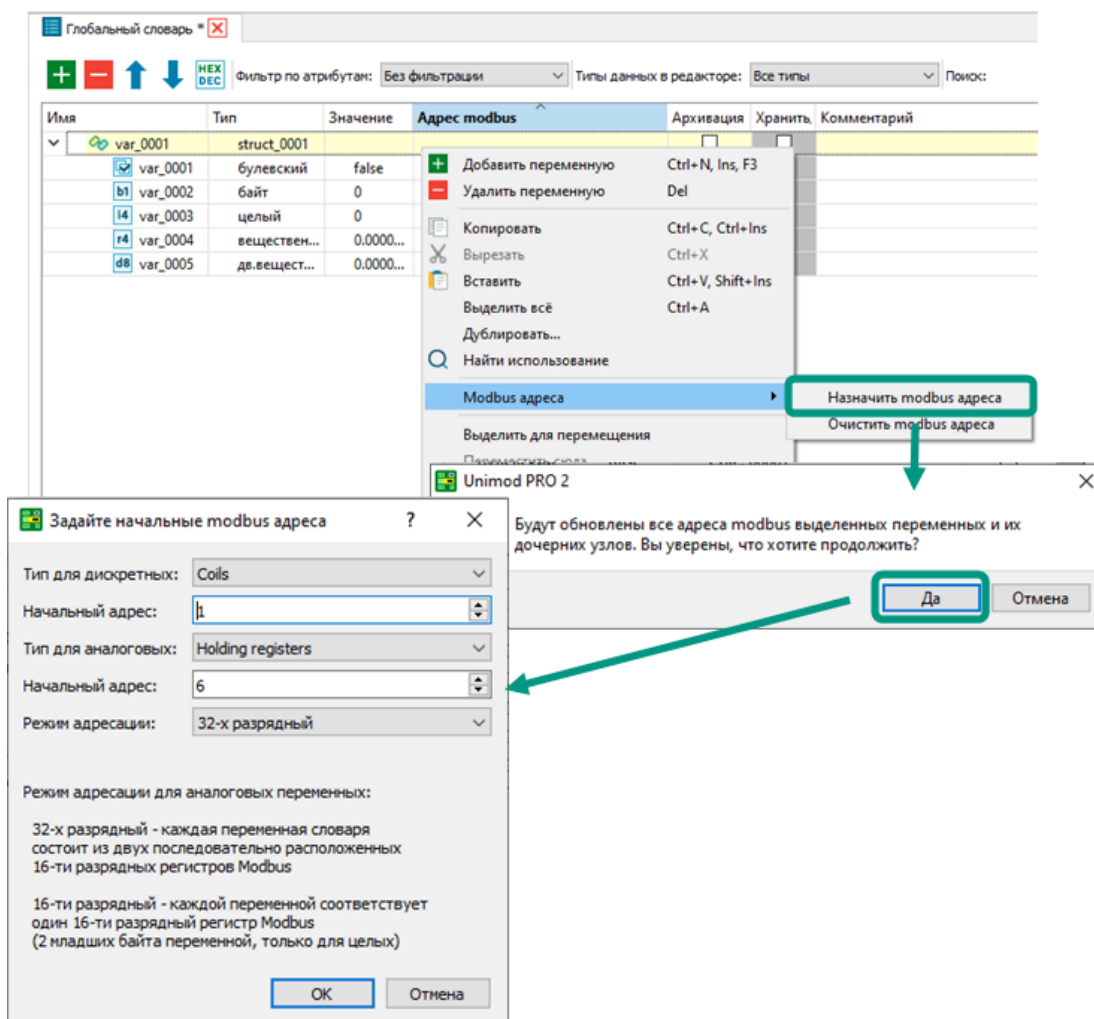 Глобальный словарь *
HEX DEC Фильтр по атрибутам: Без фильтрации Типы данных в редакторе: Все типы Поиск:
Имя Тип Значение Адрес modbus Архивация Хранить Комментарий
var_0001 struct_0001
var_0001 булевский false
b1 var_0002 байт 0
i4 var_0003 целый 0
r4 var_0004 веществен... 0.0000...
d8 var_0005 дв.вещест... 0.0000...
Добавить переменную Ctrl+N, Ins, F3
Удалить переменную Del
Копировать Ctrl+C, Ctrl+Ins
Вырезать Ctrl+X
Вставить Ctrl+V, Shift+Ins
Выделить всё Ctrl+A
Дублировать...
Найти использование
Modbus адреса
Назначить modbus адреса
Очистить modbus адреса
Выделить для перемещения
Переместить сюда
Unimod PRO 2
Будут обновлены все адреса modbus выделенных переменных и их
дочерних узлов. Вы уверены, что хотите продолжить?
Да Отмена
Задайте начальные modbus адреса ?
Тип для дискретных: Coils
Начальный адрес: 1
Тип для аналоговых: Holding registers
Начальный адрес: 6
Режим адресации: 32-х разрядный
Режим адресации для аналоговых переменных:
32-х разрядный - каждая переменная словаря
состоит из двух последовательно расположенных
16-ти разрядных регистров Modbus
16-ти разрядный - каждой переменной соответствует
один 16-ти разрядный регистр Modbus
(2 младших байта переменной, только для целых)
OK Отмена